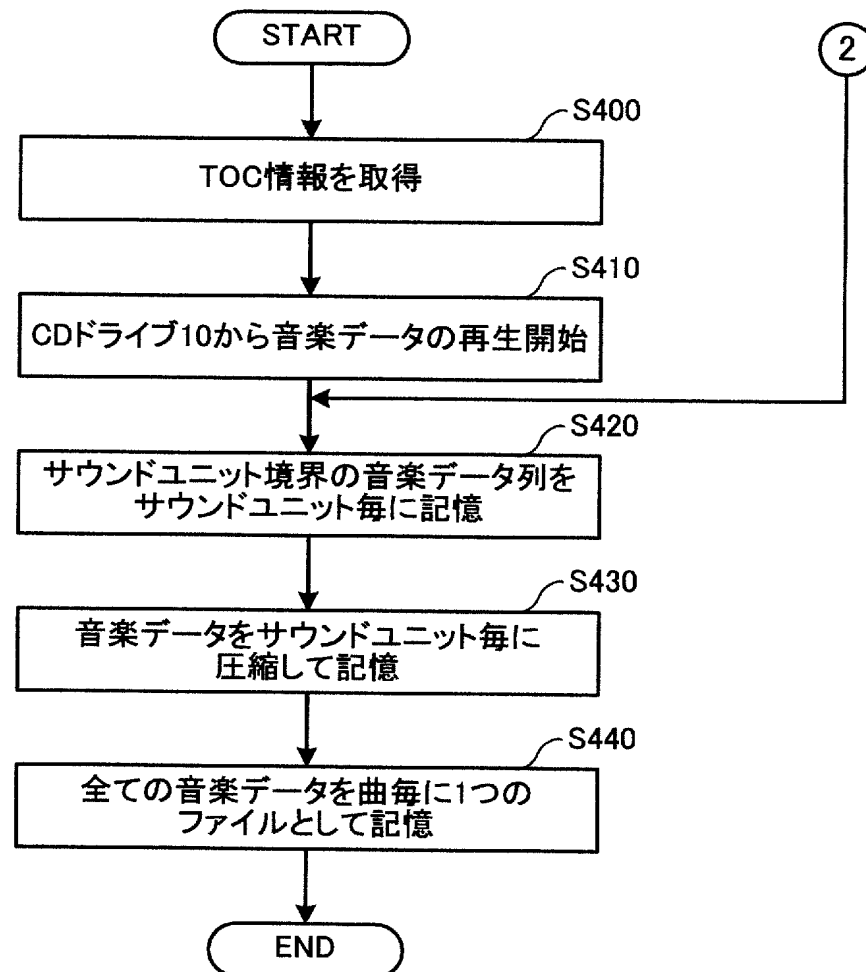 START
2
S400
TOC情報を取得
S410
CDドライブ10から音楽データの再生開始
S420
サウンドユニット境界の音楽データ列を
サウンドユニット毎に記憶
S430
音楽データをサウンドユニット毎に
圧縮して記憶
S440
全ての音楽データを曲毎に1つの
ファイルとして記憶
END